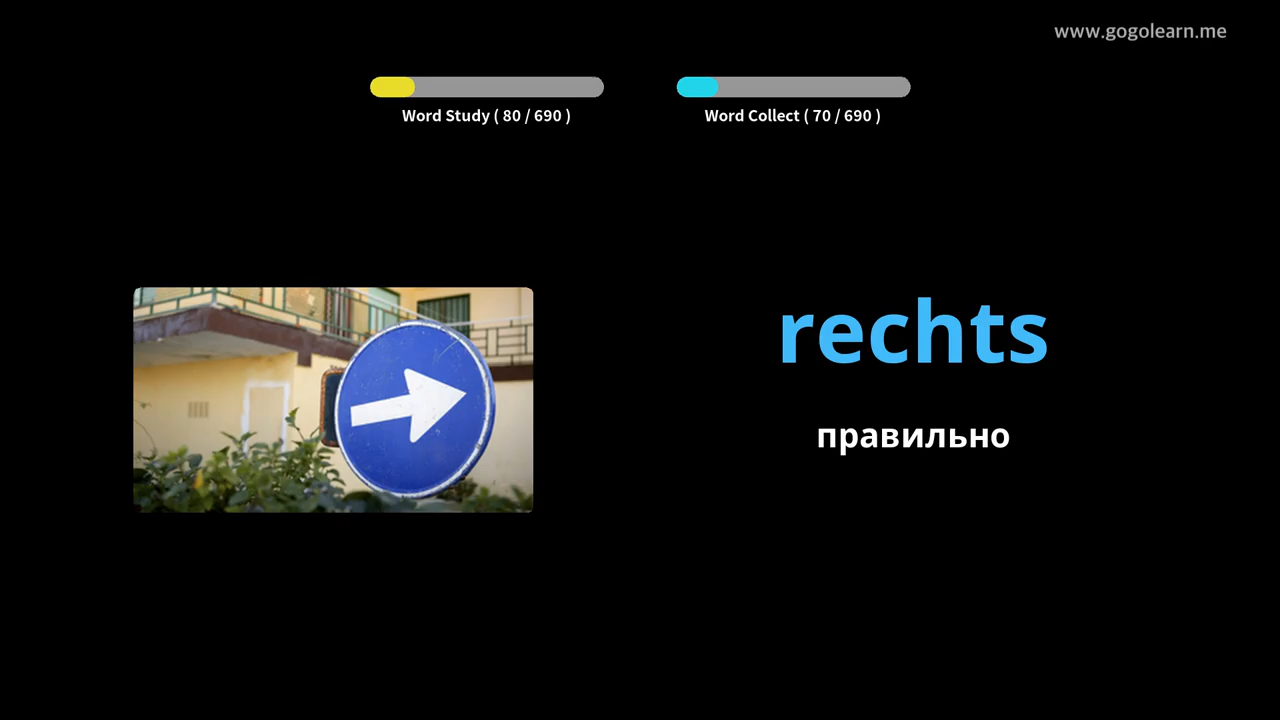 www.gogolearn.me
Word Study ( 80 / 690 )
Word Collect ( 70 / 690 )
rechts
правильно